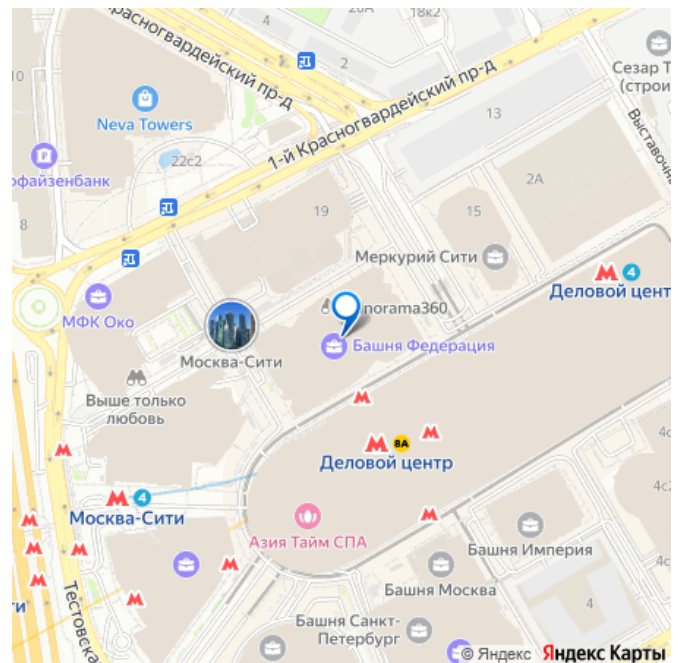 4
18к2
Красногвардейский пр-д
2
Сезар Т
(строи
10
Neva Towers
13
1-й Красногвардейский пр-д
Выставочна
22с2
офайзенбанк
2А
8
19
15
Меркурий Сити
4
Деловой цент
МФК Око
norama360
Башня Федерация
Москва-Сити
Выше только
любовь
8А
Деловой центр
4с
4с2
4
Москва-Сити
Азия Тайм СПА
Башня Империя
Башня Москва
4
ти
Тестовска
Башня Санкт-
Петербург
© Яндекс Яндекс Карты